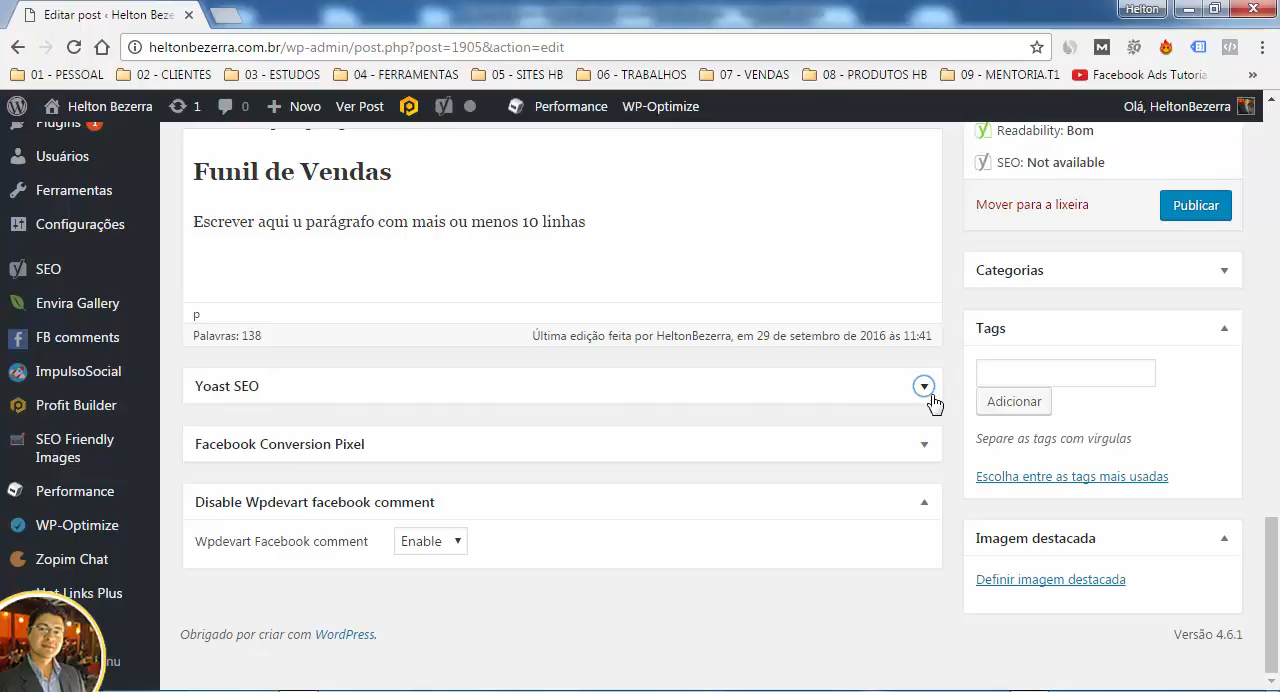 Editar post ‹ Helton Beze
Helton
heltonbezerra.com.br/wp-admin/post.php?post=1905&action=edit
01 - PESSOAL
02 - CLIENTES
03 - ESTUDOS
04 - FERRAMENTAS
05 - SITES HB
06 - TRABALHOS
07 - VENDAS
08 - PRODUTOS HB
09 - MENTORIA.T1
Facebook Ads Tutoria
»
Helton Bezerra
1
0
Novo
Ver Post
Performance
WP-Optimize
Olá, HeltonBezerra
Plugins 1
Usuários
Ferramentas
Configurações
SEO
Envira Gallery
FB comments
ImpulsoSocial
Profit Builder
SEO Friendly
Images
Performance
WP-Optimize
Zopim Chat
Links Plus
nu
Funil de Vendas
Escrever aqui u parágrafo com mais ou menos 10 linhas
p
Palavras: 138
Última edição feita por HeltonBezerra, em 29 de setembro de 2016 às 11:41
Yoast SEO
Facebook Conversion Pixel
Disable Wpdevart facebook comment
Wpdevart Facebook comment
Enable
Obrigado por criar com WordPress.
Readability: Bom
SEO: Not available
Mover para a lixeira
Publicar
Categorias
Tags
Adicionar
Separe as tags com vírgulas
Escolha entre as tags mais usadas
Imagem destacada
Definir imagem destacada
Versão 4.6.1